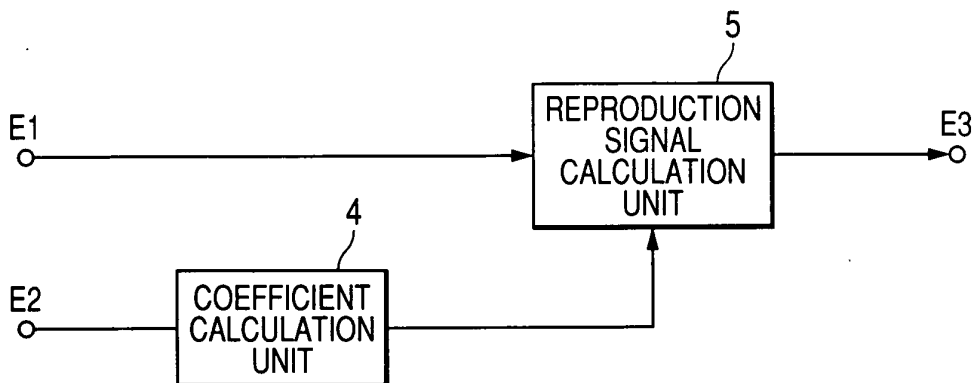 5
REPRODUCTION
SIGNAL
CALCULATION
UNIT
E1
E3
4
COEFFICIENT
CALCULATION
UNIT
E2